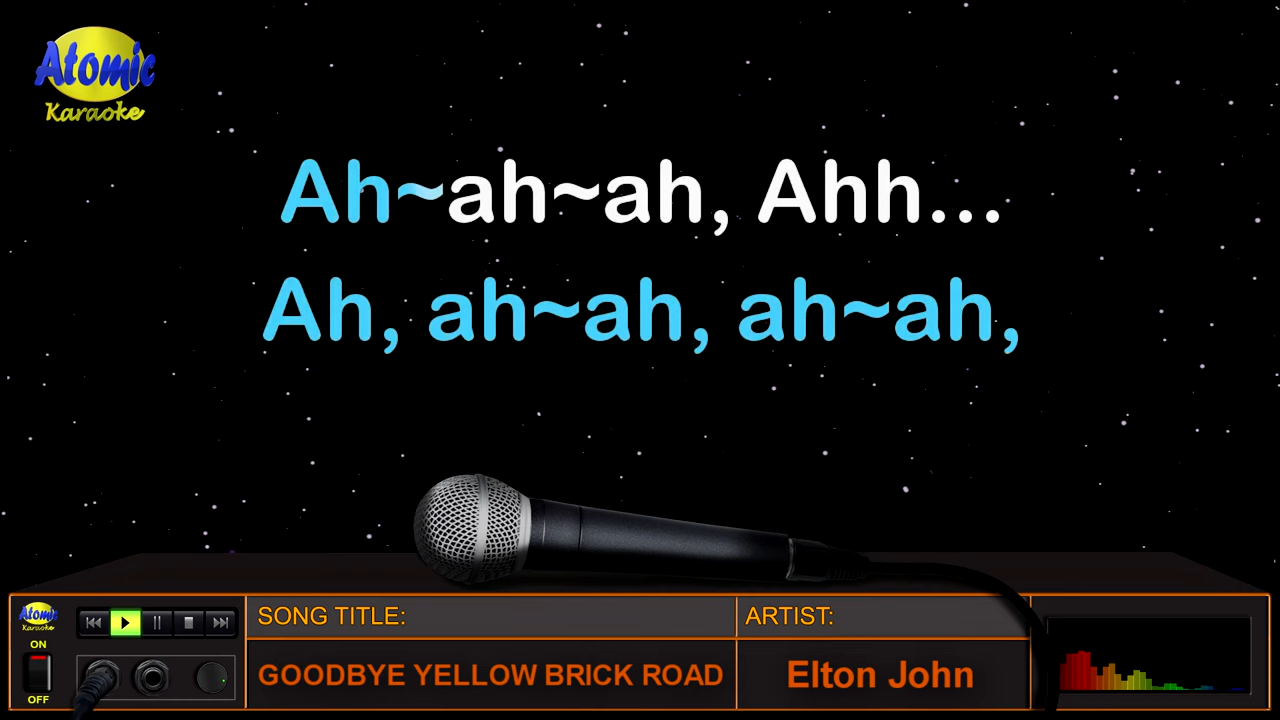 Atomic
Karaoke
Ah~ah~ah, Ahh...
Ah, ah~ah, ah~ah,
Atomic
Karaoke
ON
OFF
SONG TITLE:
ARTIST:
GOODBYE YELLOW BRICK ROAD
Elton John